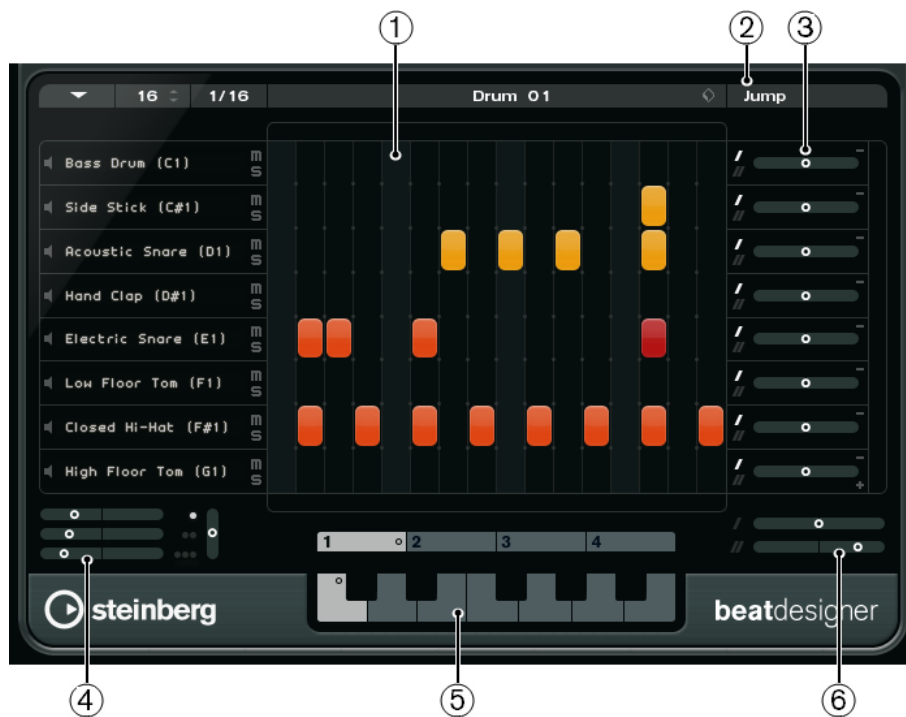 1 2 3
16 1/16 Drum 01 Jump
Bass Drum (C1) m s
Side Stick (C#1) m s
Acoustic Snare (D1) m s
Hand Clap (D#1) m s
Electric Snare (E1) m s
Low Floor Tom (F1) m s
Closed Hi-Hat (F#1) m s
High Floor Tom (G1) m s
1 2 3 4
steinberg beatdesigner
4 5 6